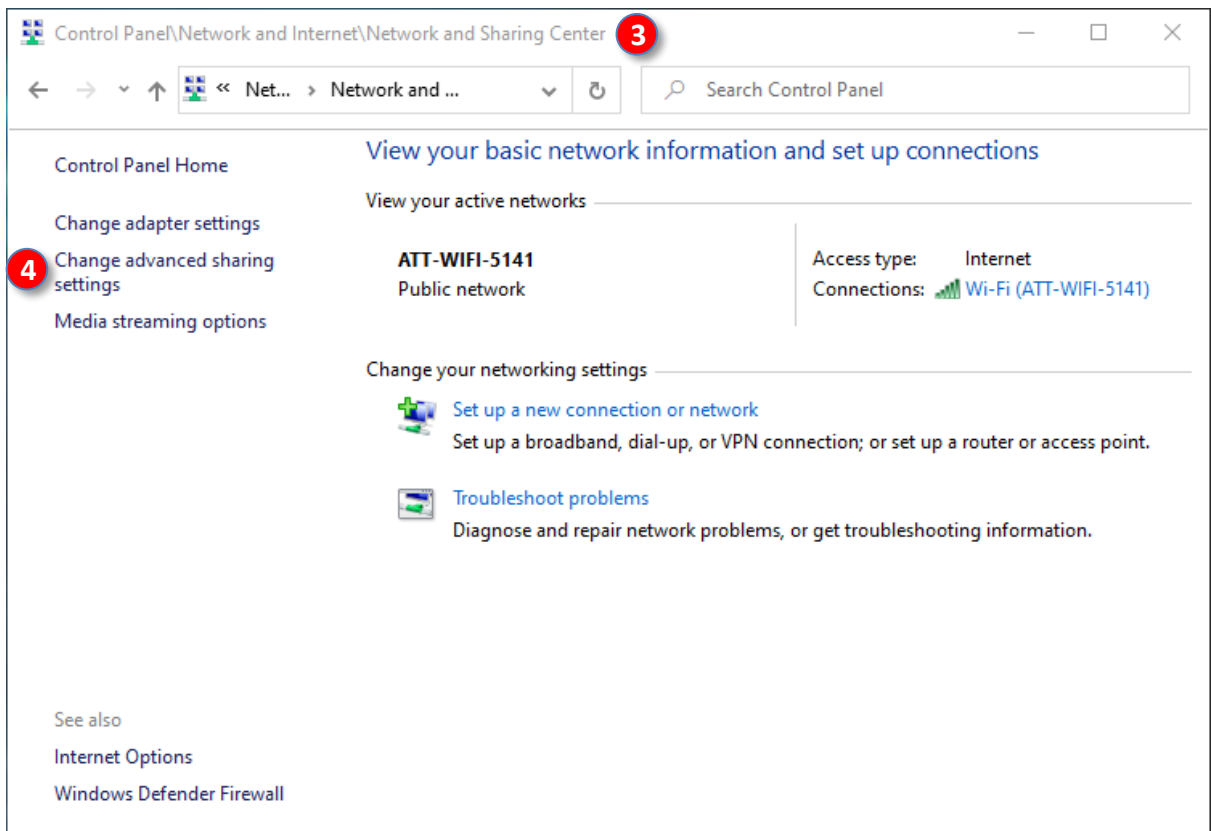 Control Panel\Network and Internet\Network and Sharing Center 3
« Net... > Network and ... Search Control Panel
Control Panel Home
Change adapter settings
4 Change advanced sharing
settings
Media streaming options
View your basic network information and set up connections
View your active networks
ATT-WIFI-5141
Public network
Access type: Internet
Connections: Wi-Fi (ATT-WIFI-5141)
Change your networking settings
Set up a new connection or network
Set up a broadband, dial-up, or VPN connection; or set up a router or access point.
Troubleshoot problems
Diagnose and repair network problems, or get troubleshooting information.
See also
Internet Options
Windows Defender Firewall